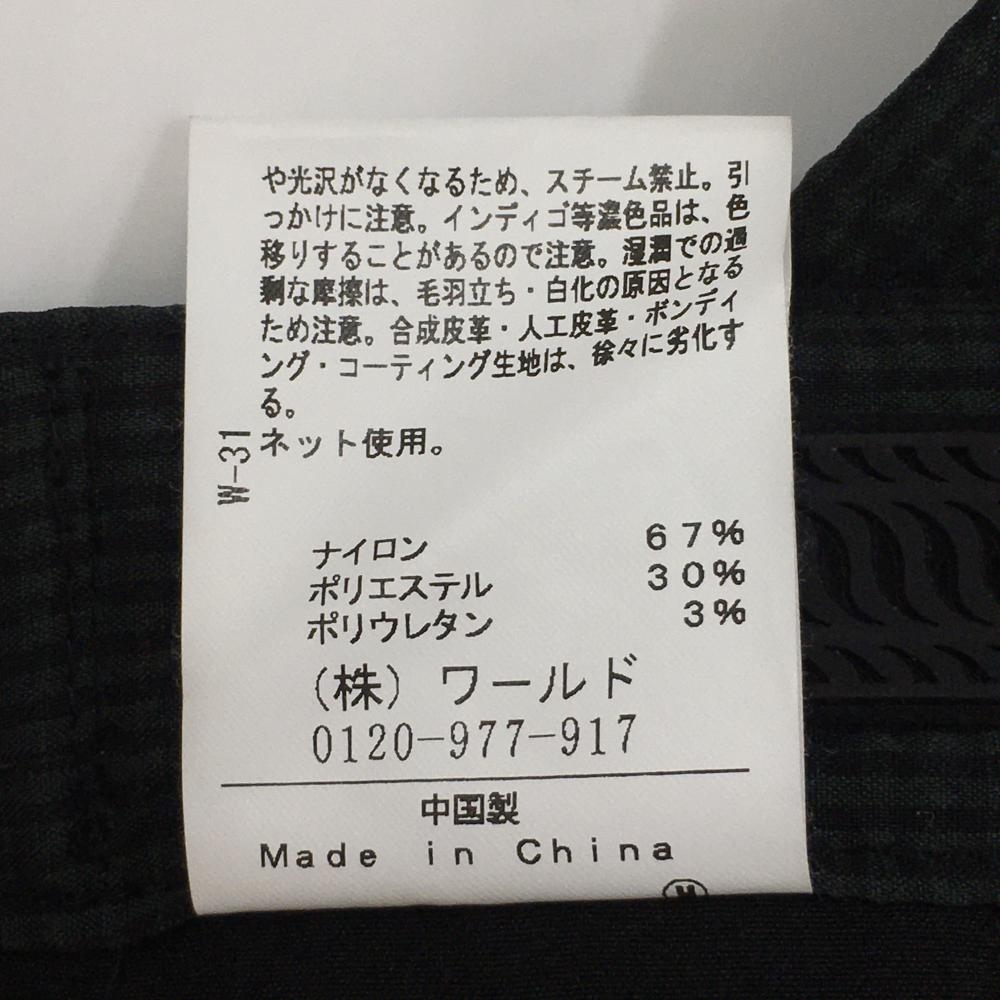 や光沢がなくなるため、スチーム禁止。引
っかけに注意。インディゴ等濃色品は、色
移りすることがあるので注意。湿潤での過
剰な摩擦は、毛羽立ち・白化の原因となる
ため注意。合成皮革・人工皮革・ボンディ
ング・コーティング生地は、徐々に劣化す
る。
ネット使用。
W-31
ナイロン 67%
ポリエステル 30%
ポリウレタン 3%
(株) ワールド
0120-977-917
中国製
Made in China
M